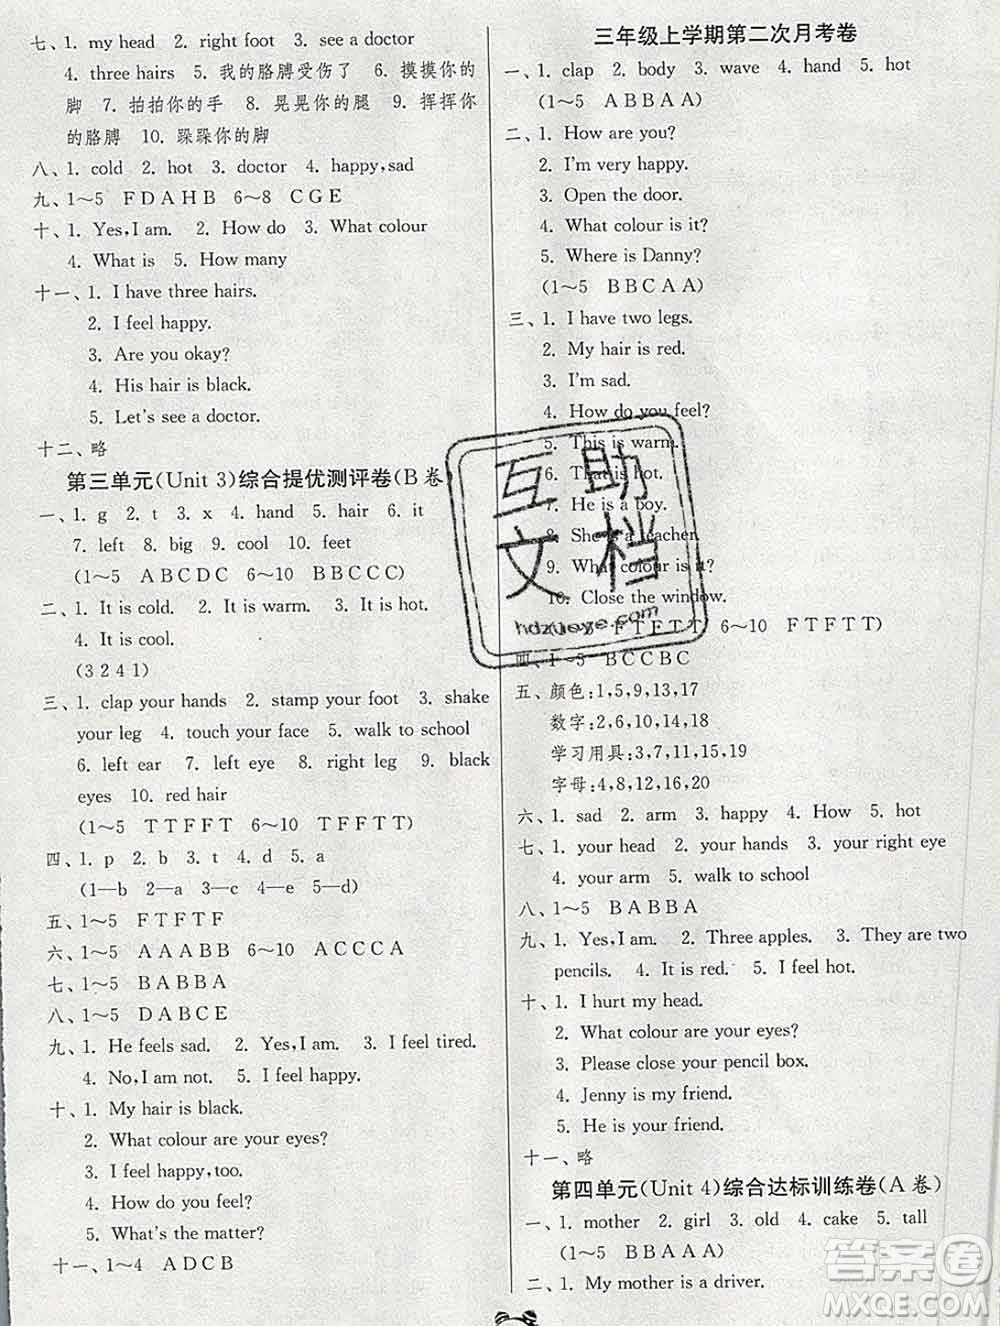 七、1. my head  2. right foot  3. see a doctor
4. three hairs  5. 我的胳膊受伤了  6. 摸摸你的
脚  7. 拍拍你的手  8. 晃晃你的腿  9. 挥挥你
的胳膊  10. 跺跺你的脚
八、1. cold  2. hot  3. doctor  4. happy,sad
九、1～5  F D A H B  6～8  C G E
十、1. Yes,I am.  2. How do  3. What colour
4. What is  5. How many
十一、1. I have three hairs.
2. I feel happy.
3. Are you okay?
4. His hair is black.
5. Let's see a doctor.
十二、略
第三单元(Unit 3)综合提优测评卷(B卷)
一、1. g  2. t  3. x  4. hand  5. hair  6. it
7. left  8. big  9. cool  10. feet
(1～5  A B C D C  6～10  B B C C C)
二、1. It is cold.  2. It is warm.  3. It is hot.
4. It is cool.
(3 2 4 1)
三、1. clap your hands  2. stamp your foot  3. shake
your leg  4. touch your face  5. walk to school
6. left ear  7. left eye  8. right leg  9. black
eyes  10. red hair
(1～5  T T F F T  6～10  T F F T T)
四、1. p  2. d  3. t  4. g  5. a
(1—b  2—a  3—c  4—e  5—d)
五、1～5  F T F T F
六、1～5  A A A B B  6～10  A C C C A
七、1～5  B A B B A
八、1～5  D A B C E
九、1. He feels sad.  2. Yes,I am.  3. I feel tired.
4. No,I am not.  5. I feel happy.
十、1. My hair is black.
2. What colour are your eyes?
3. I feel happy,too.
4. How do you feel?
5. What's the matter?
十一、1～4  A D C B
三年级上学期第二次月考卷
一、1. clap  2. body  3. wave  4. hand  5. hot
(1～5  A B B A A)
二、1. How are you?
2. I'm very happy.
3. Open the door.
4. What colour is it?
5. Where is Danny?
(1～5  B B C A A)
三、1. I have two legs.
2. My hair is red.
3. I'm sad.
4. How do you feel?
5. This is warm.
6. That is hot.
7. He is a boy.
8. She is a teacher.
9. What colour is it?
10. Close the window.
F T F T T  6～10  F T F T T)
四、1～5  B C C B C
五、颜色:1,5,9,13,17
数字:2,6,10,14,18
学习用具:3,7,11,15,19
字母:4,8,12,16,20
六、1. sad  2. arm  3. happy  4. How  5. hot
七、1. your head  2. your hands  3. your right eye
4. your arm  5. walk to school
八、1～5  B A B B A
九、1. Yes,I am.  2. Three apples.  3. They are two
pencils.  4. It is red.  5. I feel hot.
十、1. I hurt my head.
2. What colour are your eyes?
3. Please close your pencil box.
4. Jenny is my friend.
5. He is your friend.
十一、略
第四单元(Unit 4)综合达标训练卷(A卷)
一、1. mother  2. girl  3. old  4. cake  5. tall
(1～5  B B A A A)
二、1. My mother is a driver.
互助
文档
答案圈
MXQE.COM